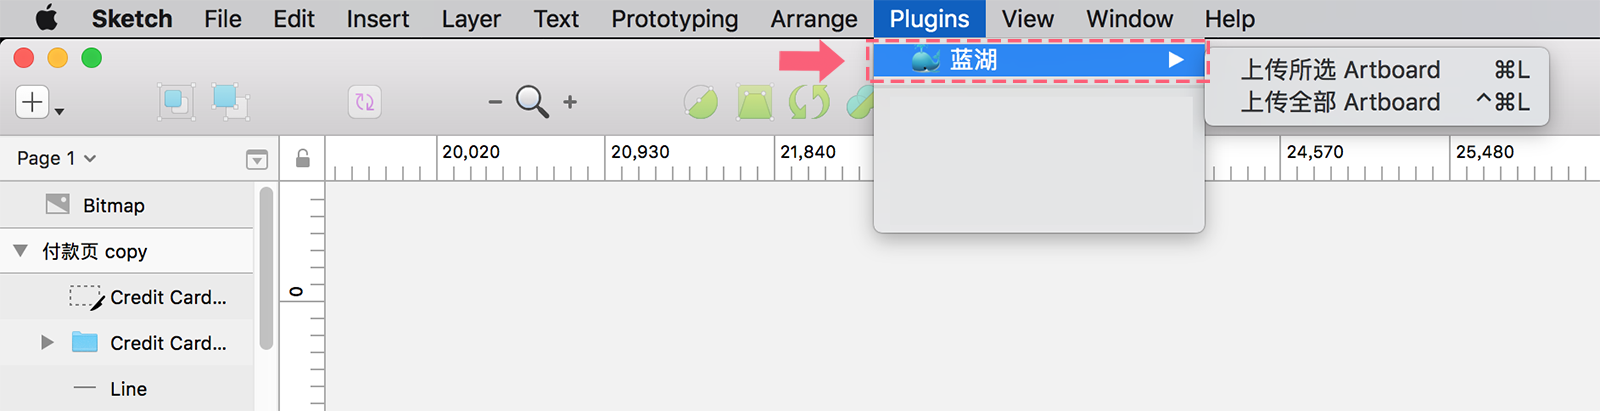 Sketch File Edit Insert Layer Text Prototyping Arrange Plugins View Window Help
蓝湖
上传所选 Artboard ⌘L
上传全部 Artboard ^⌘L
Page 1
20,020 20,930 21,840 24,570 25,480
Bitmap
付款页 copy
0
Credit Card...
Credit Card...
Line